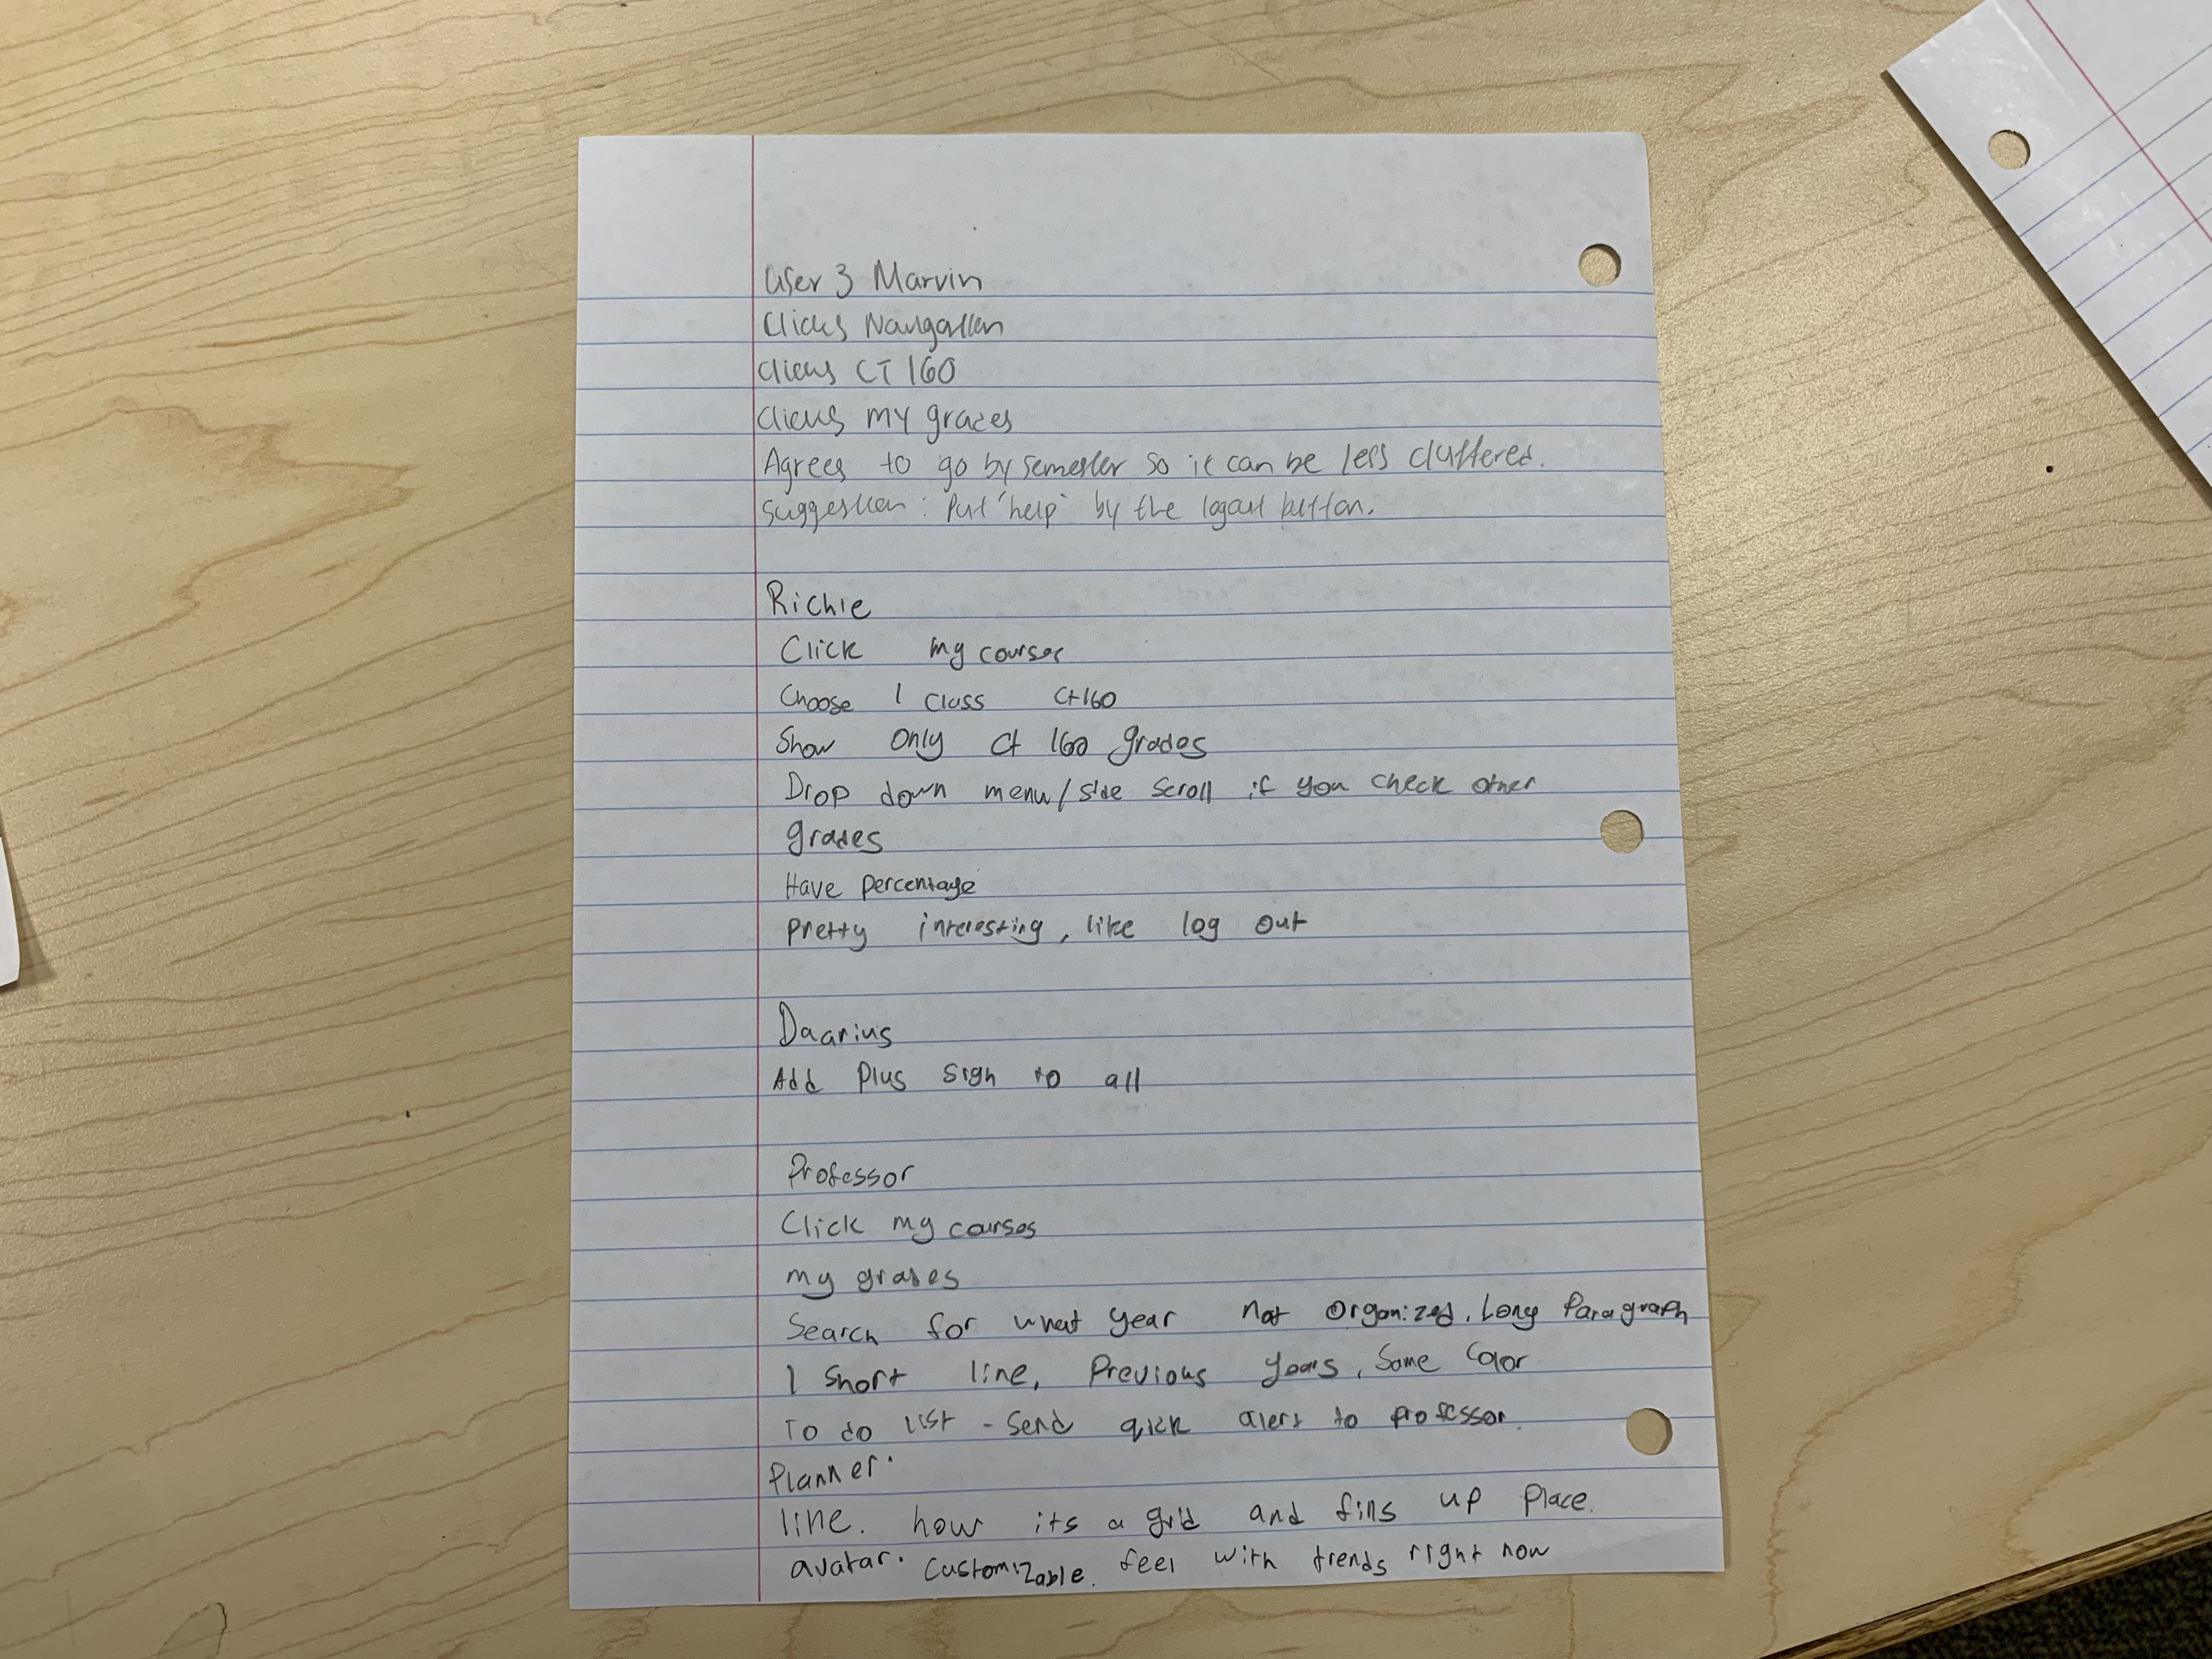 User 3 Marvin
Clicks Navigation
Clicks CT 160
Clicks my grades
Agrees to go by semester so it can be less cluttered.
Suggestion: Put 'help' by the logout button.
Richie
Click my courses
Choose 1 class Ct160
Show Only Ct 160 grades
Drop down menu/side scroll if you check other
grades
Have percentage
pretty interesting, like log out
Daarius
Add plus sign to all
Professor
Click my courses
my grades
Search for what year not organized. Long Paragraph
1 short line, Previous years, Same Color
To do list - send qick alert to professor.
Planner.
line. how its a grid and fills up place.
avatar. Customizable. feel with trends right now